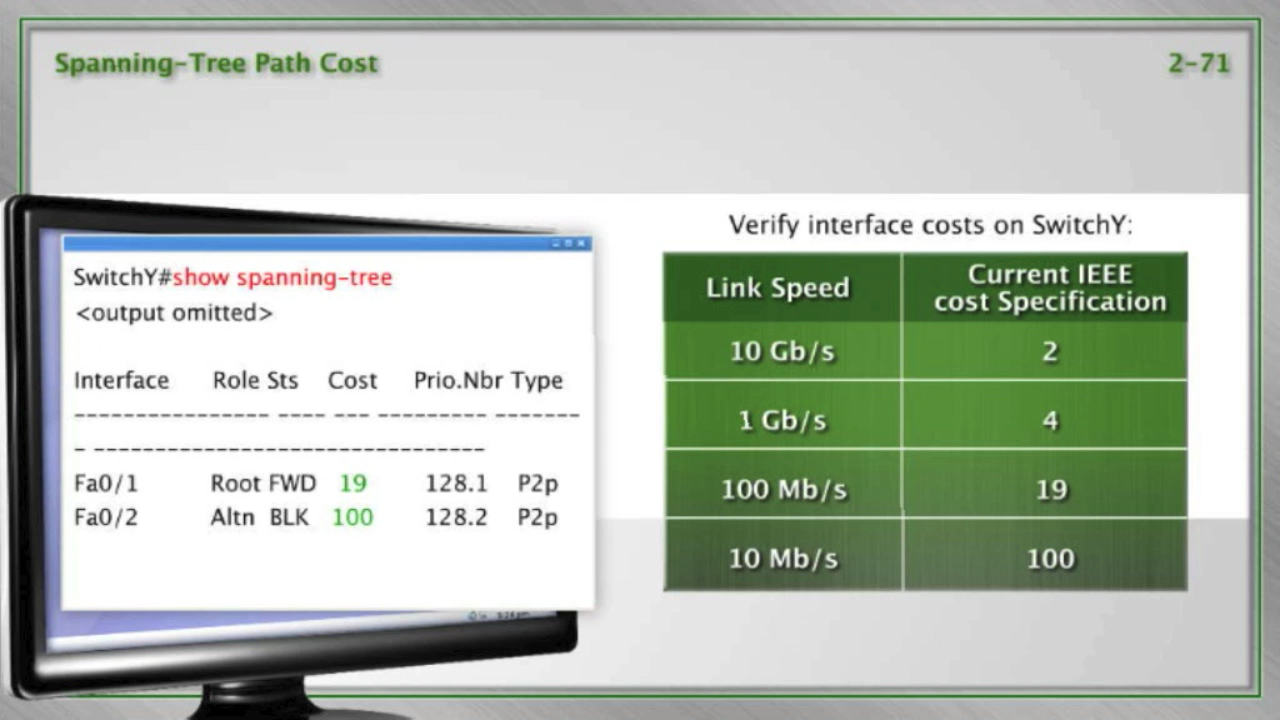 Spanning-Tree Path Cost
2-71
SwitchY#show spanning-tree
<output omitted>
Interface Role Sts Cost Prio.Nbr Type
---------------- ---- --- --------- -------
- --------------------------------
Fa0/1 Root FWD 19 128.1 P2p
Fa0/2 Altn BLK 100 128.2 P2p
Verify interface costs on SwitchY:
Link Speed Current IEEE cost Specification
10 Gb/s 2
1 Gb/s 4
100 Mb/s 19
10 Mb/s 100